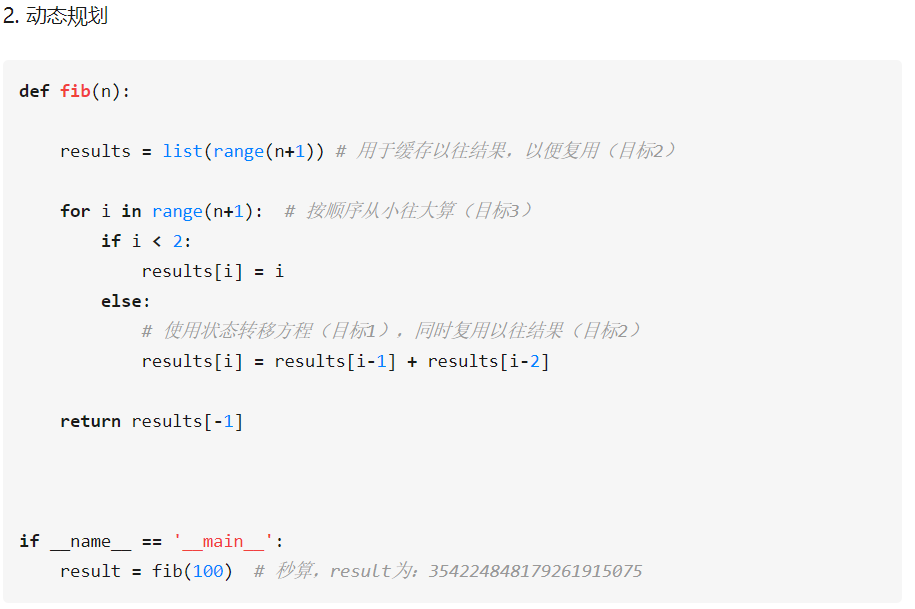 2. 动态规划
def fib(n):
    results = list(range(n+1)) # 用于缓存以往结果，以便复用（目标2）
    for i in range(n+1):  # 按顺序从小往大算（目标3）
        if i < 2:
            results[i] = i
        else:
            # 使用状态转移方程（目标1），同时复用以往结果（目标2）
            results[i] = results[i-1] + results[i-2]
    return results[-1]
if __name__ == '__main__':
    result = fib(100)  # 秒算，result为：354224848179261915075